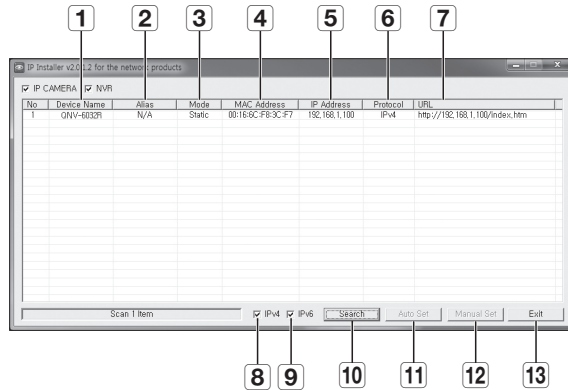 1 2 3 4 5 6 7
IP Installer v2.0.1.2 for the network products
IP CAMERA NVR
No Device Name Alias Mode MAC Address IP Address Protocol URL
1 QNV-6032R N/A Static 00:16:6C:F8:3C:F7 192,168,1,100 IPv4 http://192,168,1,100/index,htm
Scan 1 Item IPv4 IPv6 Search Auto Set Manual Set Exit
8 9 10 11 12 13